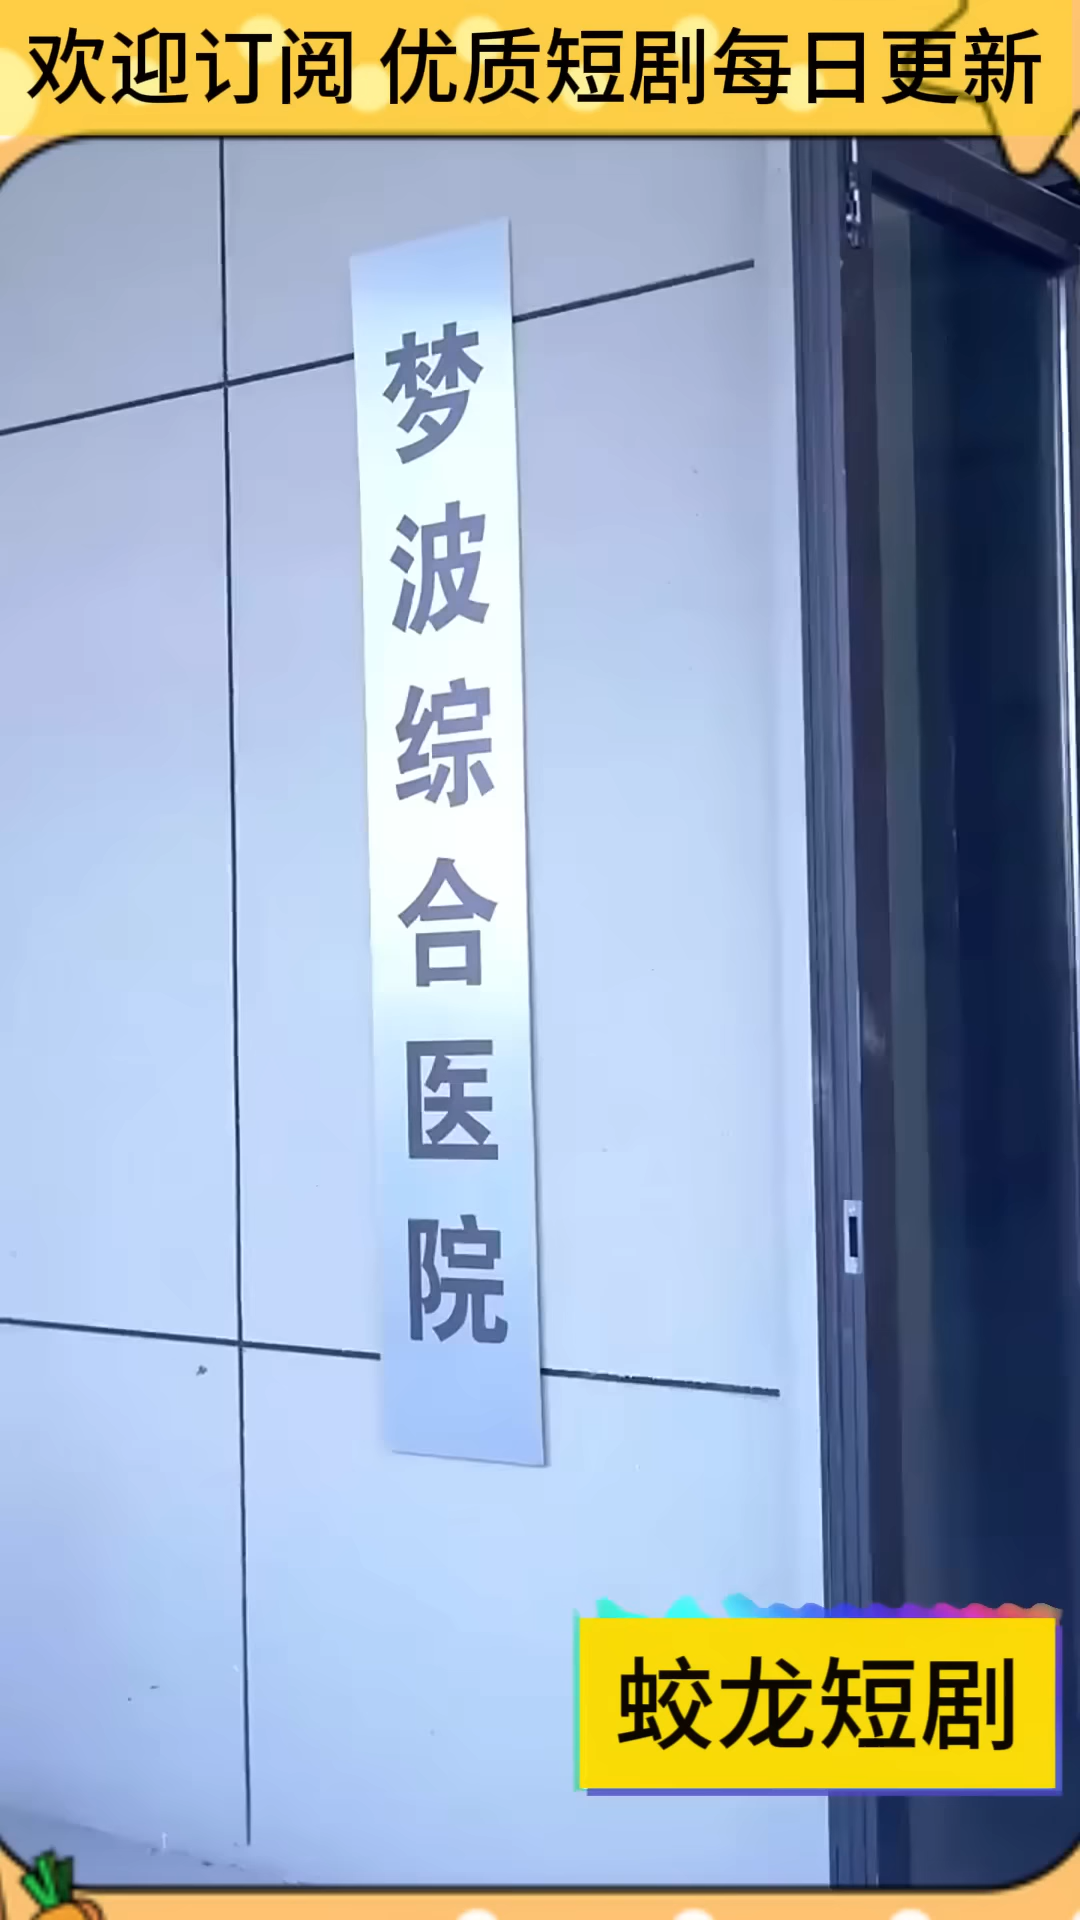 欢迎订阅 优质短剧每日更新
梦波综合医院
蛟龙短剧